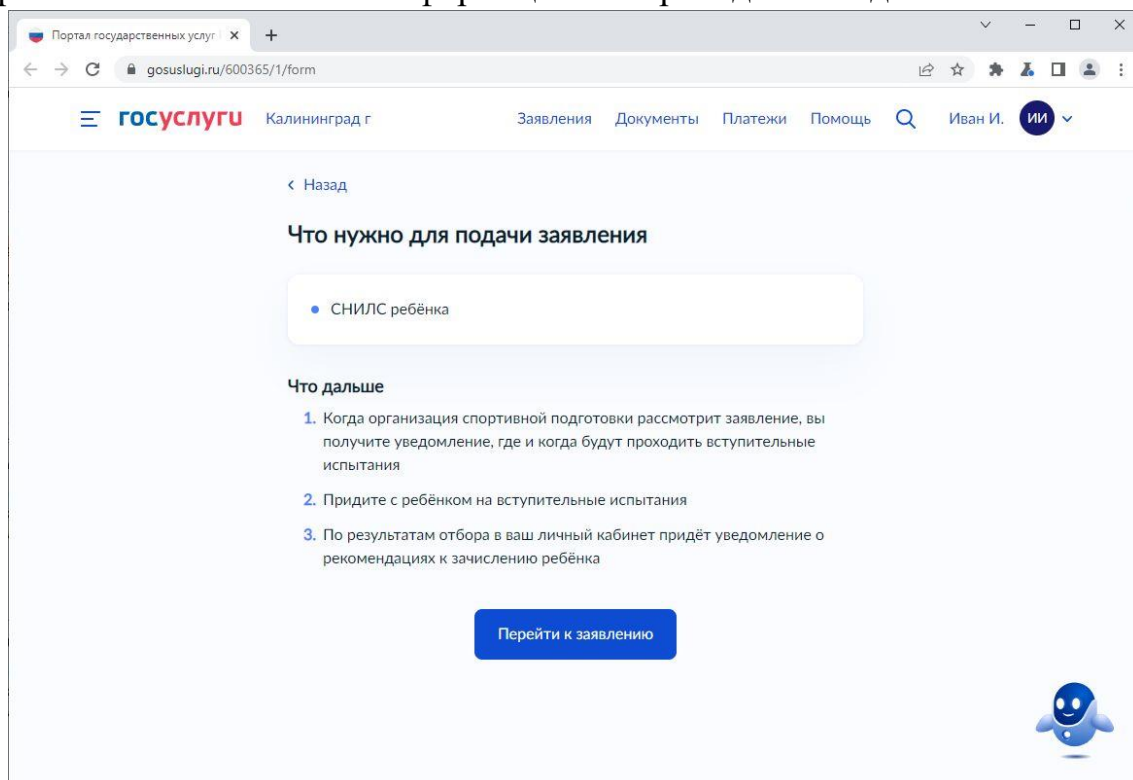 Портал государственных услуг
gosuslugi.ru/600365/1/form
госуслуги Калининград г Заявления Документы Платежи Помощь Иван И. ИИ
Назад
Что нужно для подачи заявления
СНИЛС ребёнка
Что дальше
1. Когда организация спортивной подготовки рассмотрит заявление, вы
получите уведомление, где и когда будут проходить вступительные
испытания
2. Придите с ребёнком на вступительные испытания
3. По результатам отбора в ваш личный кабинет придёт уведомление о
рекомендациях к зачислению ребёнка
Перейти к заявлению